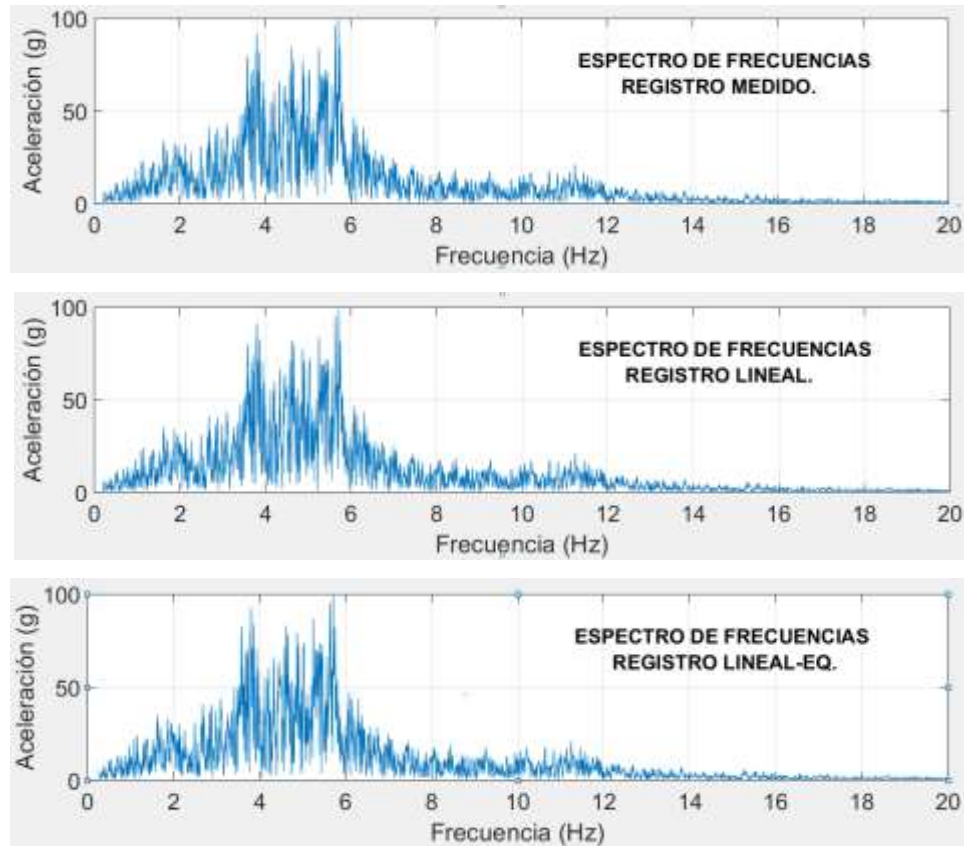 100
50
0
Aceleración (g)
ESPECTRO DE FRECUENCIAS
REGISTRO MEDIDO.
0 2 4 6 8 10 12 14 16 18 20
Frecuencia (Hz)
100
50
0
Aceleración (g)
ESPECTRO DE FRECUENCIAS
REGISTRO LINEAL.
0 2 4 6 8 10 12 14 16 18 20
Frecuencia (Hz)
100
50
0
Aceleración (g)
ESPECTRO DE FRECUENCIAS
REGISTRO LINEAL-EQ.
0 2 4 6 8 10 12 14 16 18 20
Frecuencia (Hz)